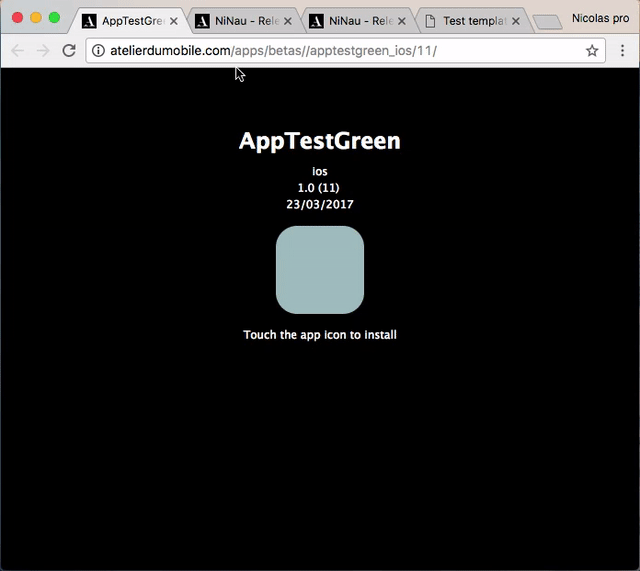 AppTestGre
NiNau - Rele
NiNau - Rele
Test templat
Nicolas pro
atelierdumobile.com/apps/betas//apptestgreen_ios/11/
AppTestGreen
ios
1.0 (11)
23/03/2017
Touch the app icon to install